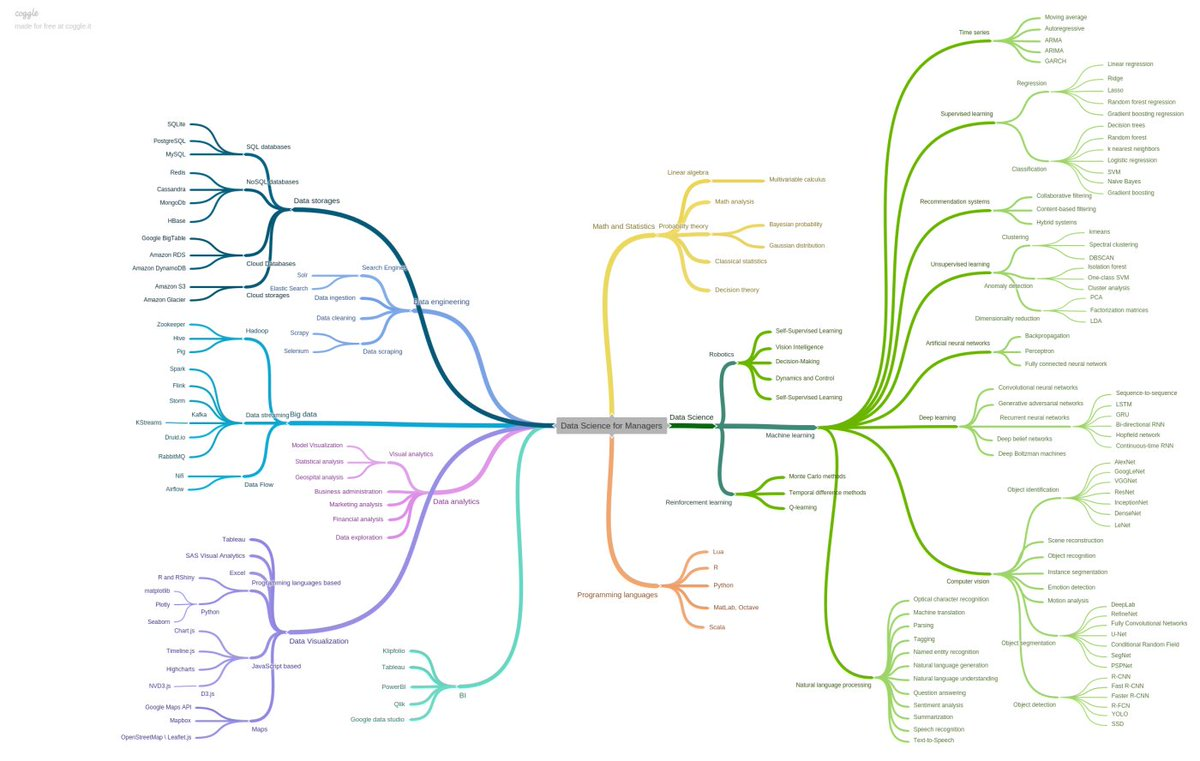 coggle
made for free at coggle.it
Data Science for Managers
Data storages
SQL databases
SQLite
PostgreSQL
MySQL
NoSQL databases
Redis
Cassandra
MongoDb
HBase
Cloud Databases
Google BigTable
Amazon RDS
Amazon DynamoDB
Cloud storages
Amazon S3
Amazon Glacier
Data engineering
Search Engines
Solr
Elastic Search
Data ingestion
Data cleaning
Data scraping
Scrapy
Selenium
Big data
Hadoop
Zookeeper
Hive
Pig
Data streaming
Spark
Flink
Storm
Kafka
KStreams
Druid.io
RabbitMQ
Data Flow
Nifi
Airflow
Data analytics
Visual analytics
Model Visualization
Statistical analysis
Geospital analysis
Business administration
Marketing analysis
Financial analysis
Data exploration
Data Visualization
Tableau
SAS Visual Analytics
Excel
Programming languages based
R and RShiny
Python
matplotlib
Plotly
Seaborn
JavaScript based
Chart.js
Timeline.js
Highcharts
D3.js
NVD3.js
Maps
Google Maps API
Mapbox
OpenStreetMap \ Leaflet.js
BI
Klipfolio
Tableau
PowerBI
Qlik
Google data studio
Math and Statistics
Linear algebra
Multivariable calculus
Math analysis
Probability theory
Bayesian probability
Gaussian distribution
Classical statistics
Decision theory
Data Science
Robotics
Self-Supervised Learning
Vision Intelligence
Decision-Making
Dynamics and Control
Self-Supervised Learning
Machine learning
Reinforcement learning
Monte Carlo methods
Temporal difference methods
Q-learning
Programming languages
Lua
R
Python
MatLab, Octave
Scala
Time series
Moving average
Autoregressive
ARMA
ARIMA
GARCH
Supervised learning
Regression
Linear regression
Ridge
Lasso
Random forest regression
Gradient boosting regression
Classification
Decision trees
Random forest
k nearest-neighbors
Logistic regression
SVM
Naive Bayes
Gradient boosting
Recommendation systems
Collaborative filtering
Content-based filtering
Hybrid systems
Unsupervised learning
Clustering
kmeans
Spectral clustering
DBSCAN
Anomaly detection
Isolation forest
One-class SVM
Cluster analysis
Dimensionality reduction
PCA
Factorization matrices
LDA
Artificial neural networks
Backpropagation
Perceptron
Fully connected neural network
Deep learning
Convolutional neural networks
Generative adversarial networks
Recurrent neural networks
Sequence-to-sequence
LSTM
GRU
Bi-directional RNN
Hopfield network
Continuous-time RNN
Deep belief networks
Deep Boltzman machines
Computer vision
Object identification
AlexNet
GoogLeNet
VGGNet
ResNet
InceptionNet
DenseNet
LeNet
Scene reconstruction
Object recognition
Instance segmentation
Emotion detection
Motion analysis
Object segmentation
DeepLab
RefineNet
Fully Convolutional Networks
U-Net
Conditional Random Field
SegNet
PSPNet
Object detection
R-CNN
Fast R-CNN
Faster R-CNN
R-FCN
YOLO
SSD
Natural language processing
Optical character recognition
Machine translation
Parsing
Tagging
Named entity recognition
Natural language generation
Natural language understanding
Question answering
Sentiment analysis
Summarization
Speech recognition
Text-to-Speech